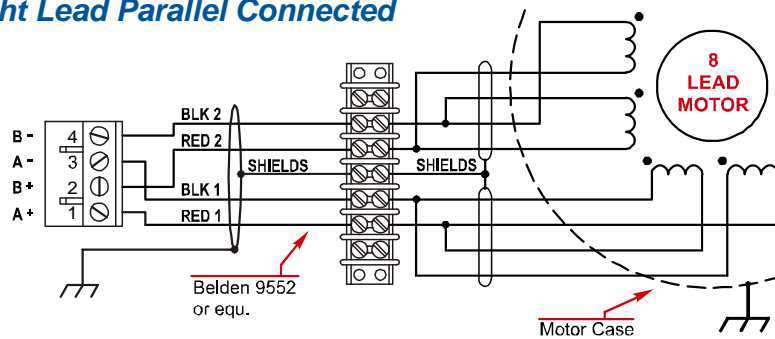 ht Lead Parallel Connected
8
LEAD
MOTOR
B - 4 BLK 2
A - 3 RED 2
B + 2 BLK 1
A + 1 RED 1
SHIELDS SHIELDS
Belden 9552
or equ.
Motor Case